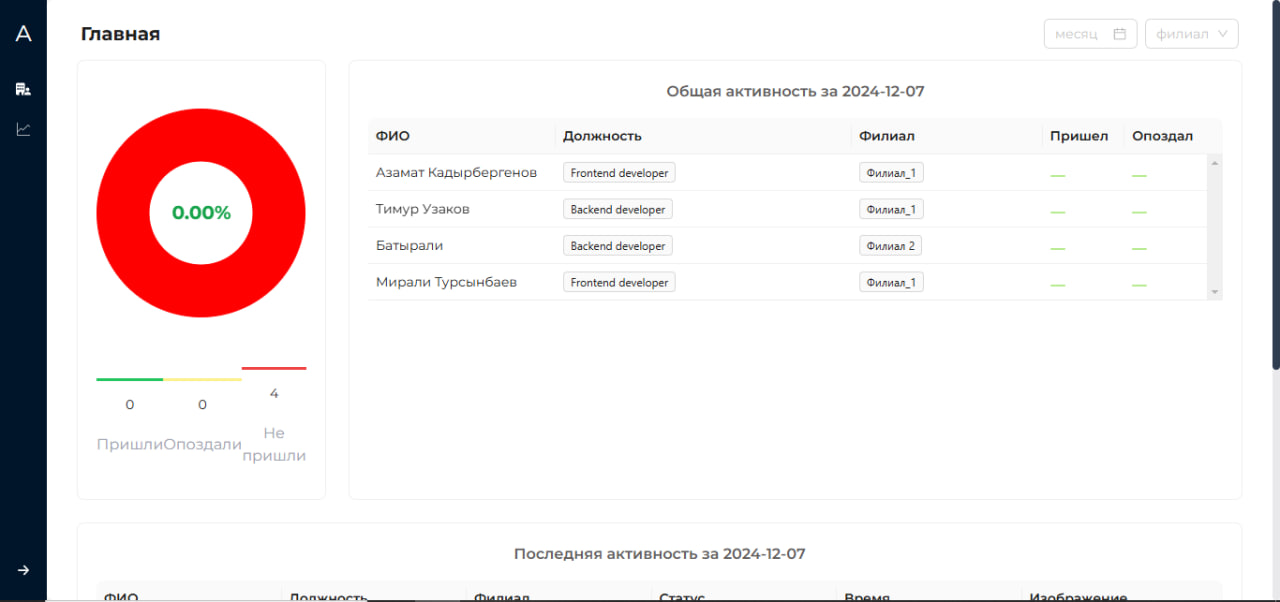 A
Главная
месяц
филиал
0.00%
0
0
4
Пришли
Опоздали
Не
пришли
Общая активность за 2024-12-07
ФИО Должность Филиал Пришел Опоздал
Азамат Кадырбергенов Frontend developer Филиал_1 — —
Тимур Узаков Backend developer Филиал_1 — —
Батырали Backend developer Филиал 2 — —
Мирали Турсынбаев Frontend developer Филиал_1 — —
Последняя активность за 2024-12-07
ФИО Должность Филиал Статус Время Изображение